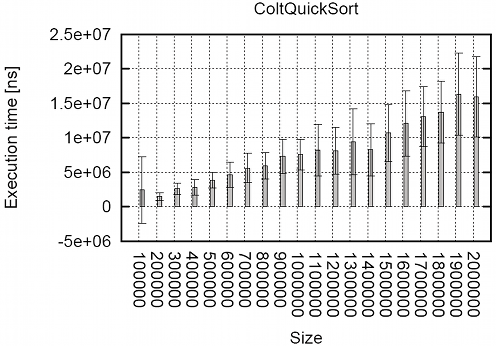 ColtQuickSort
Execution time [ns]
2.5e+07
2e+07
1.5e+07
1e+07
5e+06
0
-5e+06
100000
200000
300000
400000
500000
600000
700000
800000
900000
1000000
1100000
1200000
1300000
1400000
1500000
1600000
1700000
1800000
1900000
2000000
Size